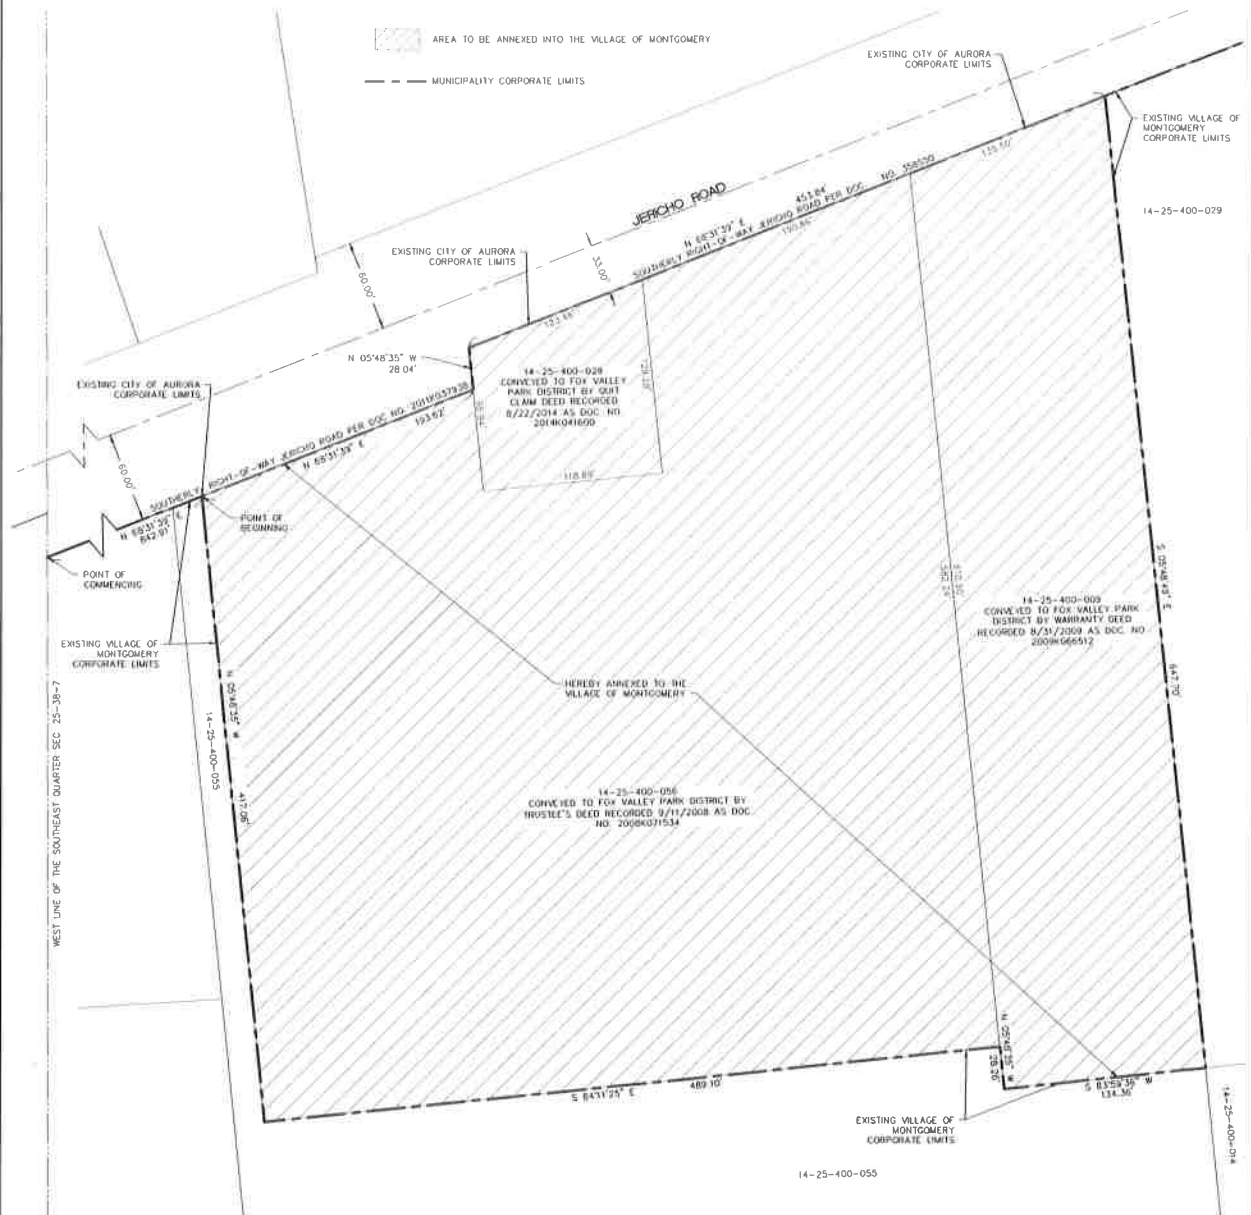 AREA TO BE ANNEXED INTO THE VILLAGE OF MONTGOMERY
MUNICIPALITY CORPORATE LIMITS
EXISTING CITY OF AURORA
CORPORATE LIMITS
EXISTING VILLAGE OF
MONTGOMERY
CORPORATE LIMITS
14-25-400-029
JERICHO ROAD
453.84'
N 68°31'39" E
SOUTHERLY RIGHT-OF-WAY JERICHO ROAD PER DOC. NO. 358530
190.66'
33.00'
EXISTING CITY OF AURORA
CORPORATE LIMITS
60.00'
N 05°48'35" W
28.04'
14-25-400-028
CONVEYED TO FOX VALLEY
PARK DISTRICT BY QUIT
CLAIM DEED RECORDED
8/22/2014 AS DOC. NO
2014K041600
118.89'
EXISTING CITY OF AURORA
CORPORATE LIMITS
SOUTHERLY RIGHT-OF-WAY JERICHO ROAD PER DOC NO. 2011K037938
N 68°31'39" E
193.62'
60.00'
N 68°31'39" E
842.91'
POINT OF
BEGINNING
POINT OF
COMMENCING
EXISTING VILLAGE OF
MONTGOMERY
CORPORATE LIMITS
14-25-400-009
CONVEYED TO FOX VALLEY PARK
DISTRICT BY WARRANTY DEED
RECORDED 8/31/2009 AS DOC. NO
2009K066512
S 05°48'49" E
647.70'
HEREBY ANNEXED TO THE
VILLAGE OF MONTGOMERY
N 05°48'35" W
417.06'
14-25-400-055
WEST LINE OF THE SOUTHEAST QUARTER SEC 25-38-7
14-25-400-056
CONVEYED TO FOX VALLEY PARK DISTRICT BY
TRUSTEE'S DEED RECORDED 9/11/2008 AS DOC
NO. 2008K071534
N 05°48'35" W
28.26'
S 84°31'25" E
489.10'
S 83°59'36" W
134.36'
EXISTING VILLAGE OF
MONTGOMERY
CORPORATE LIMITS
14-25-400-055
14-25-400-014